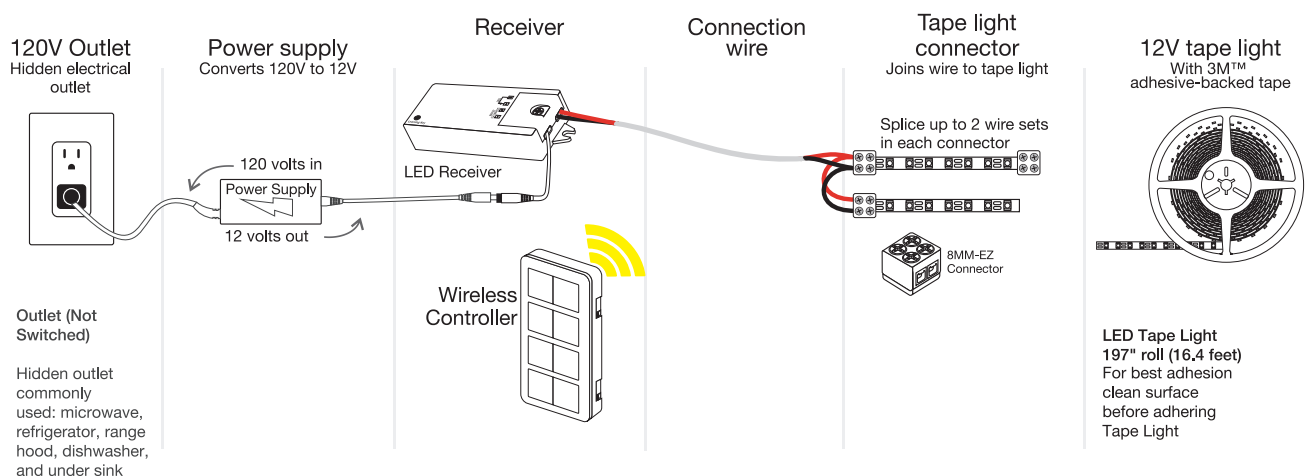 120V Outlet
Hidden electrical
outlet
Power supply
Converts 120V to 12V
Receiver
Connection
wire
Tape light
connector
Joins wire to tape light
12V tape light
With 3M™
adhesive-backed tape
120 volts in
Power Supply
12 volts out
LED Receiver
Wireless
Controller
Splice up to 2 wire sets
in each connector
8MM-EZ
Connector
Outlet (Not
Switched)
Hidden outlet
commonly
used: microwave,
refrigerator, range
hood, dishwasher,
and under sink
LED Tape Light
197" roll (16.4 feet)
For best adhesion
clean surface
before adhering
Tape Light